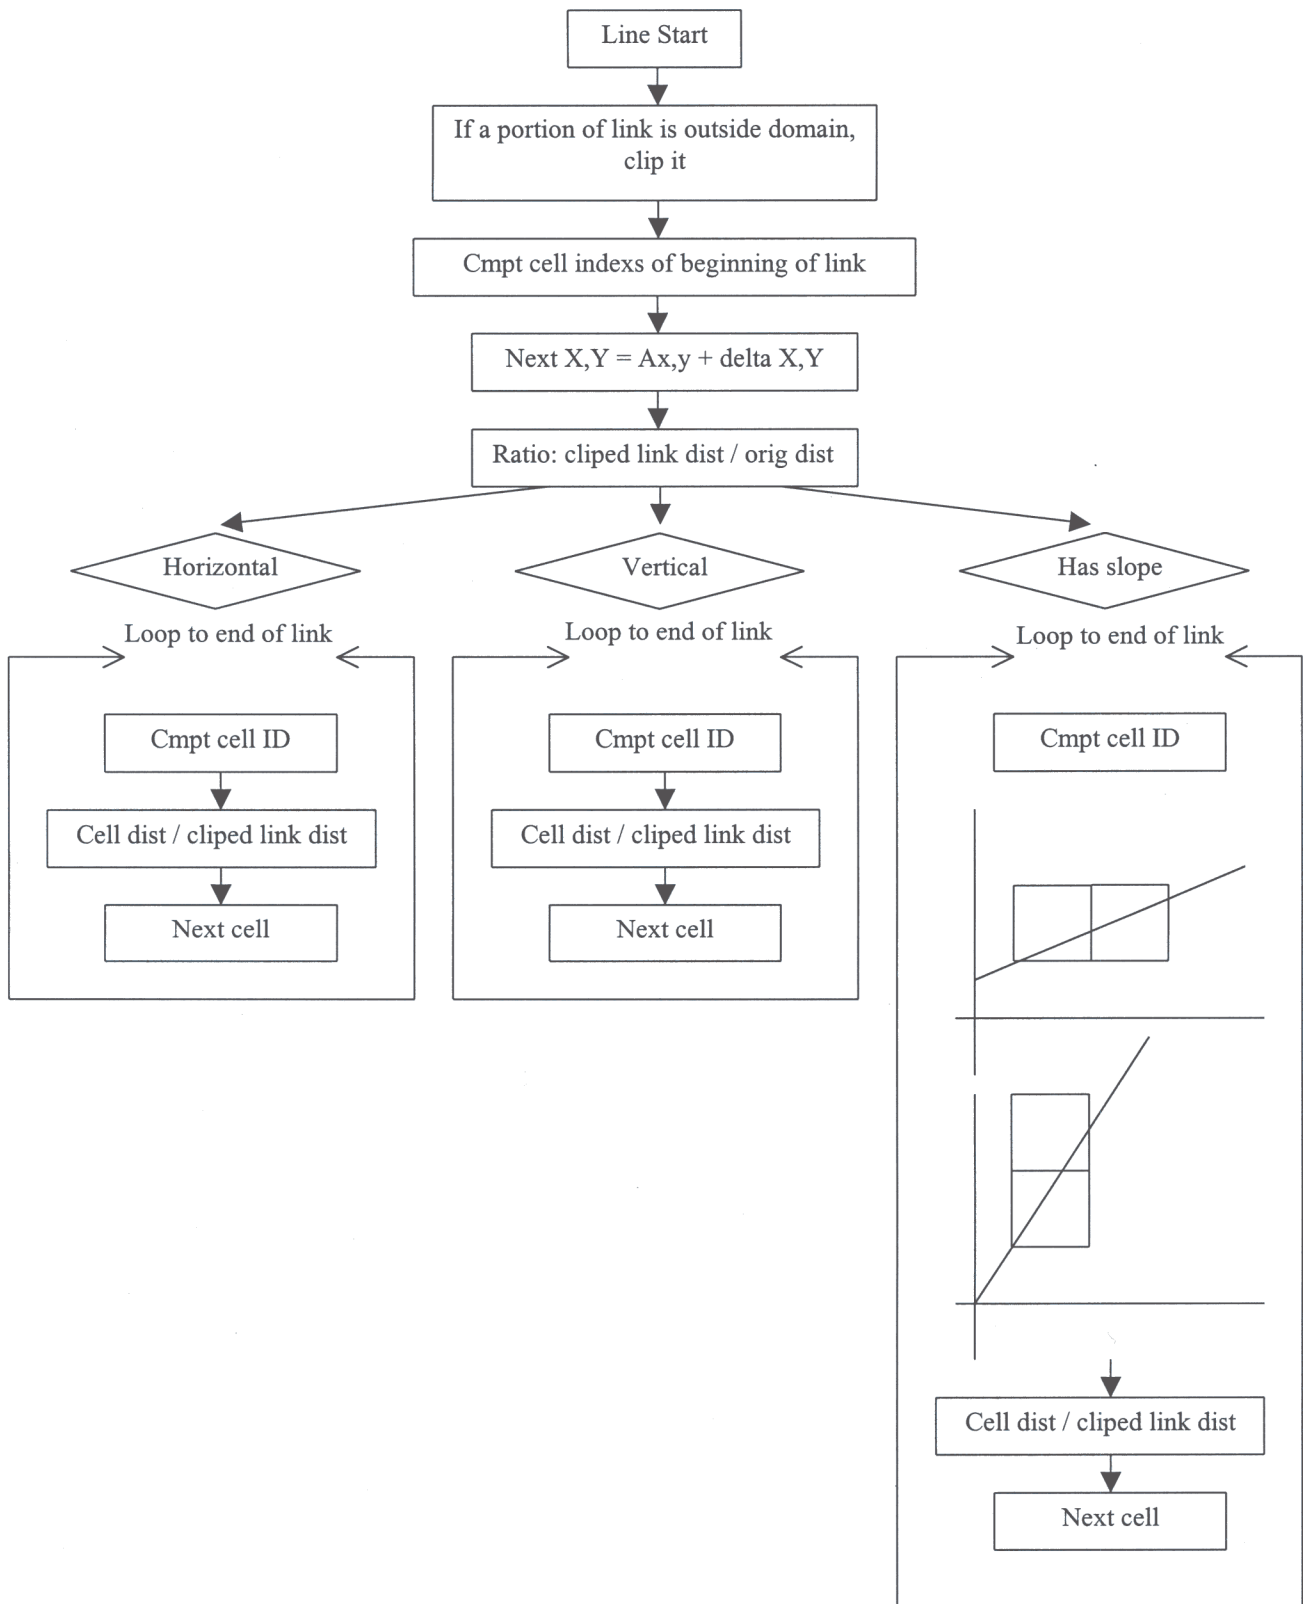 Line Start
If a portion of link is outside domain,
clip it
Cmpt cell indexs of beginning of link
Next X,Y = Ax,y + delta X,Y
Ratio: cliped link dist / orig dist
Horizontal
Loop to end of link
Cmpt cell ID
Cell dist / cliped link dist
Next cell
Vertical
Loop to end of link
Cmpt cell ID
Cell dist / cliped link dist
Next cell
Has slope
Loop to end of link
Cmpt cell ID
Cell dist / cliped link dist
Next cell